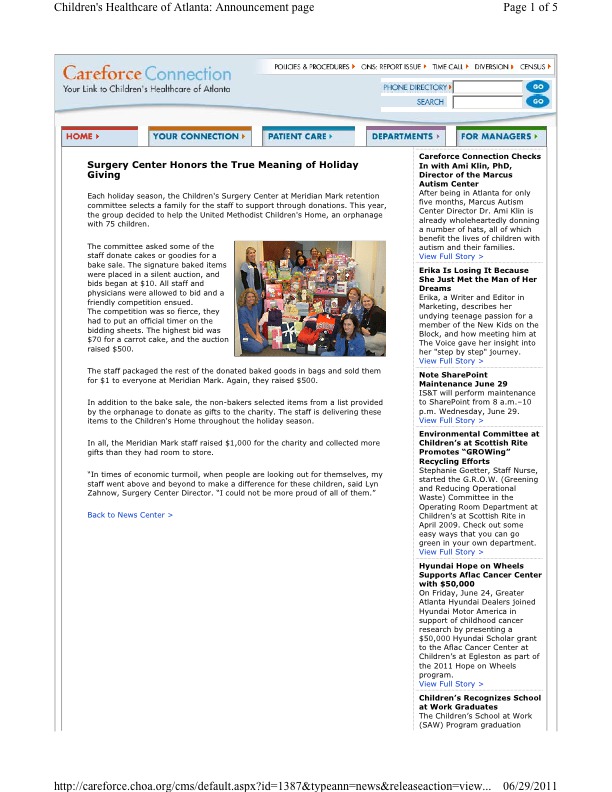 Children's Healthcare of Atlanta: Announcement page
Page 1 of 5
Careforce Connection
Your Link to Children's Healthcare of Atlanta
POLICIES & PROCEDURES
ONS: REPORT ISSUE
TIME CALL
DIVERSION
CENSUS
PHONE DIRECTORY
GO
SEARCH
GO
HOME
YOUR CONNECTION
PATIENT CARE
DEPARTMENTS
FOR MANAGERS
Surgery Center Honors the True Meaning of Holiday
Giving
Each holiday season, the Children's Surgery Center at Meridian Mark retention
committee selects a family for the staff to support through donations. This year,
the group decided to help the United Methodist Children's Home, an orphanage
with 75 children.
The committee asked some of the
staff donate cakes or goodies for a
bake sale. The signature baked items
were placed in a silent auction, and
bids began at $10. All staff and
physicians were allowed to bid and a
friendly competition ensued.
The competition was so fierce, they
had to put an official timer on the
bidding sheets. The highest bid was
$70 for a carrot cake, and the auction
raised $500.
The staff packaged the rest of the donated baked goods in bags and sold them
for $1 to everyone at Meridian Mark. Again, they raised $500.
In addition to the bake sale, the non-bakers selected items from a list provided
by the orphanage to donate as gifts to the charity. The staff is delivering these
items to the Children's Home throughout the holiday season.
In all, the Meridian Mark staff raised $1,000 for the charity and collected more
gifts than they had room to store.
"In times of economic turmoil, when people are looking out for themselves, my
staff went above and beyond to make a difference for these children, said Lyn
Zahnow, Surgery Center Director. “I could not be more proud of all of them.”
Back to News Center >
Careforce Connection Checks
In with Ami Klin, PhD,
Director of the Marcus
Autism Center
After being in Atlanta for only
five months, Marcus Autism
Center Director Dr. Ami Klin is
already wholeheartedly donning
a number of hats, all of which
benefit the lives of children with
autism and their families.
View Full Story >
Erika Is Losing It Because
She Just Met the Man of Her
Dreams
Erika, a Writer and Editor in
Marketing, describes her
undying teenage passion for a
member of the New Kids on the
Block, and how meeting him at
The Voice gave her insight into
her "step by step" journey.
View Full Story >
Note SharePoint
Maintenance June 29
IS&T will perform maintenance
to SharePoint from 8 a.m.–10
p.m. Wednesday, June 29.
View Full Story >
Environmental Committee at
Children’s at Scottish Rite
Promotes “GROWing”
Recycling Efforts
Stephanie Goetter, Staff Nurse,
started the G.R.O.W. (Greening
and Reducing Operational
Waste) Committee in the
Operating Room Department at
Children’s at Scottish Rite in
April 2009. Check out some
easy ways that you can go
green in your own department.
View Full Story >
Hyundai Hope on Wheels
Supports Aflac Cancer Center
with $50,000
On Friday, June 24, Greater
Atlanta Hyundai Dealers joined
Hyundai Motor America in
support of childhood cancer
research by presenting a
$50,000 Hyundai Scholar grant
to the Aflac Cancer Center at
Children’s at Egleston as part of
the 2011 Hope on Wheels
program.
View Full Story >
Children’s Recognizes School
at Work Graduates
The Children’s School at Work
(SAW) Program graduation
http://careforce.choa.org/cms/default.aspx?id=1387&typeann=news&releaseaction=view...
06/29/2011